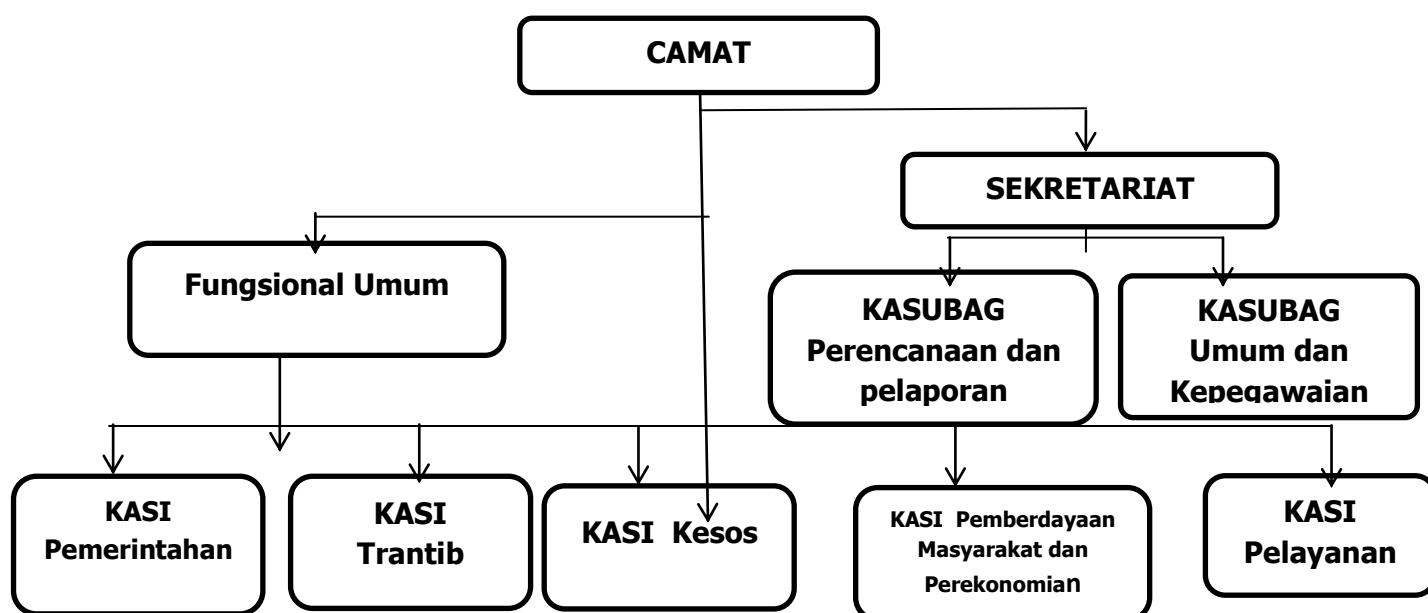 CAMAT
SEKRETARIAT
Fungsional Umum
KASUBAG
Perencanaan dan
pelaporan
KASUBAG
Umum dan
Kepegawaian
KASI
Pemerintahan
KASI
Trantib
KASI  Kesos
KASI  Pemberdayaan
Masyarakat dan
Perekonomian
KASI
Pelayanan